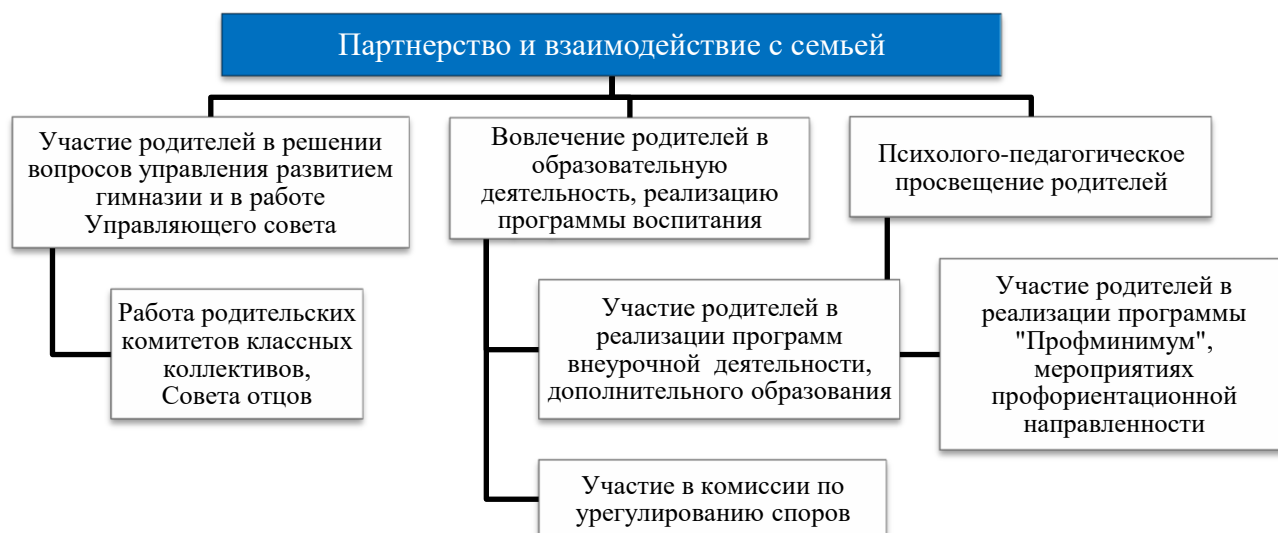 Партнерство и взаимодействие с семьей
Участие родителей в решении
вопросов управления развитием
гимназии и в работе
Управляющего совета
Работа родительских
комитетов классных
коллективов,
Совета отцов
Вовлечение родителей в
образовательную
деятельность, реализацию
программы воспитания
Участие родителей в
реализации программ
внеурочной деятельности,
дополнительного образования
Участие в комиссии по
урегулированию споров
Психолого-педагогическое
просвещение родителей
Участие родителей в
реализации программы
"Профминимум",
мероприятиях
профориентационной
направленности